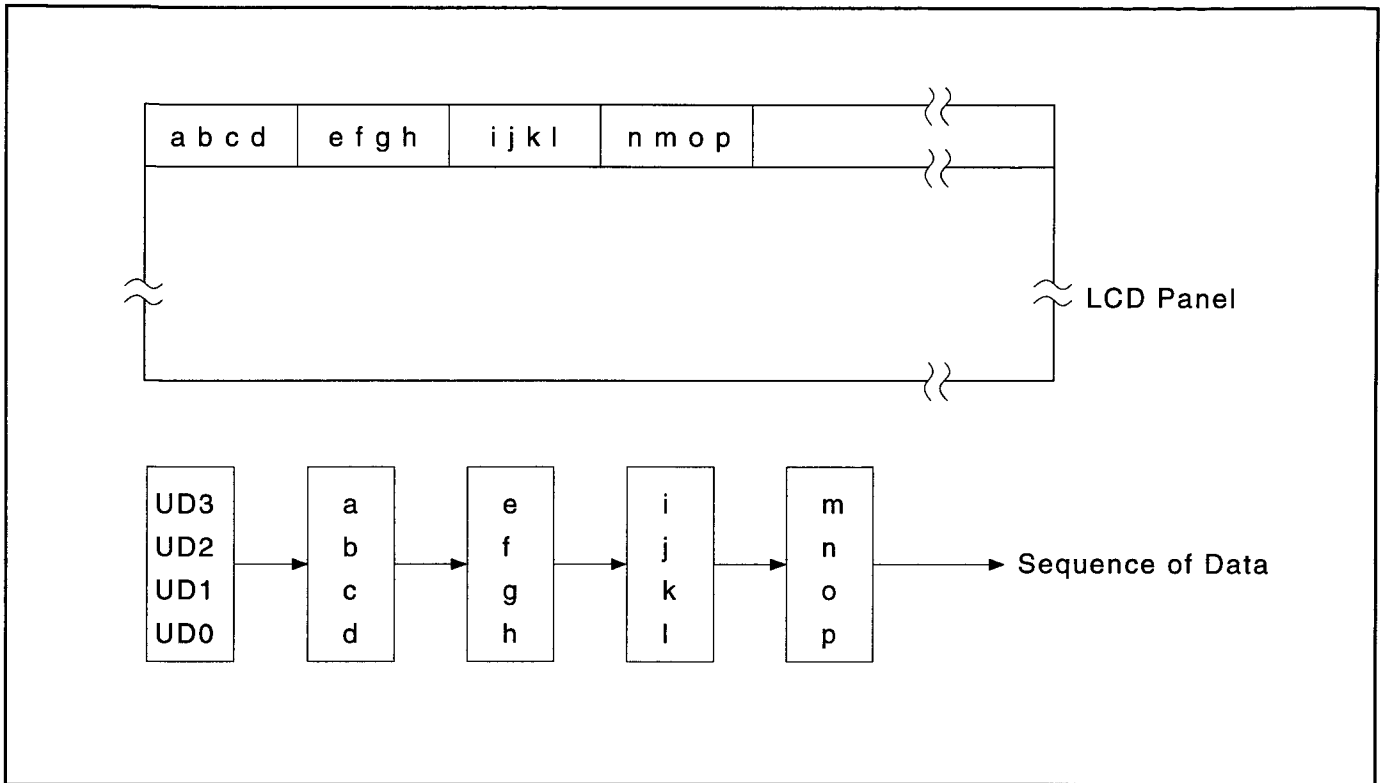 a b c d e f g h i j k l n m o p
LCD Panel
UD3 a e i m
UD2 b f j n
Sequence of Data
UD1 c g k o
UD0 d h l p